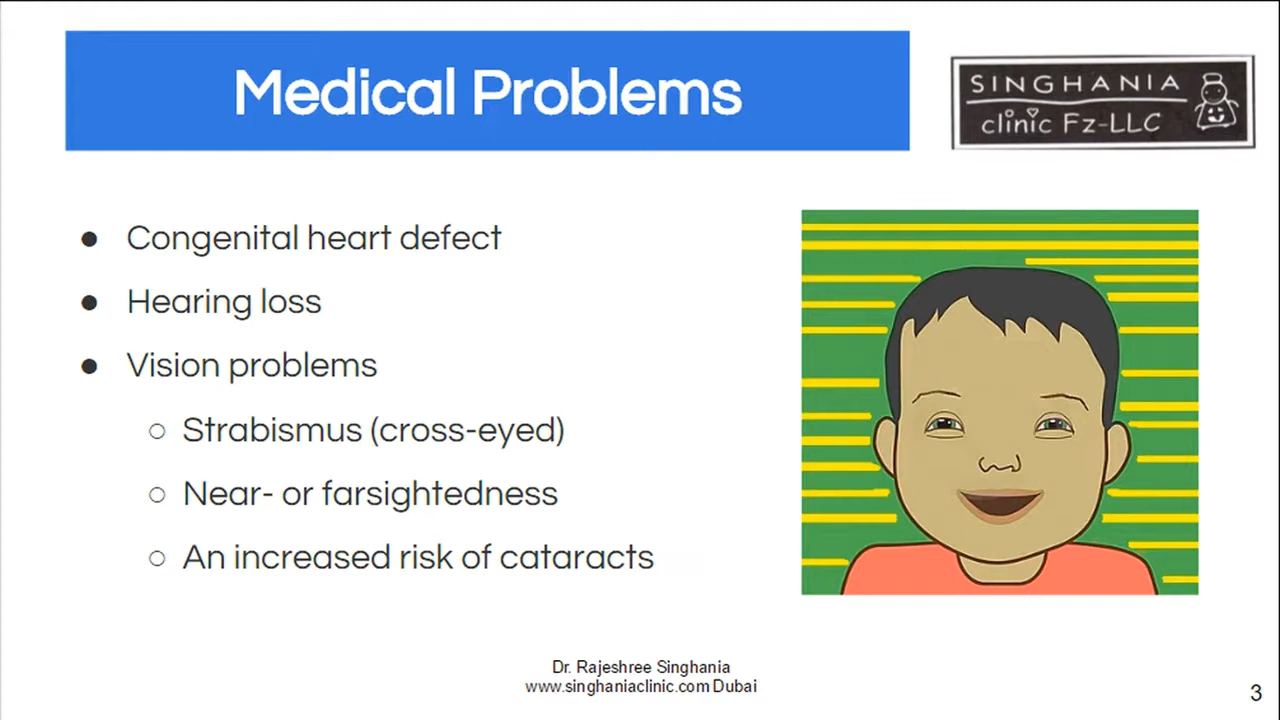 Medical Problems
SINGHANIA
clinic Fz-LLC
● Congenital heart defect
● Hearing loss
● Vision problems
○ Strabismus (cross-eyed)
○ Near- or farsightedness
○ An increased risk of cataracts
Dr. Rajeshree Singhania
www.singhaniaclinic.com Dubai
3